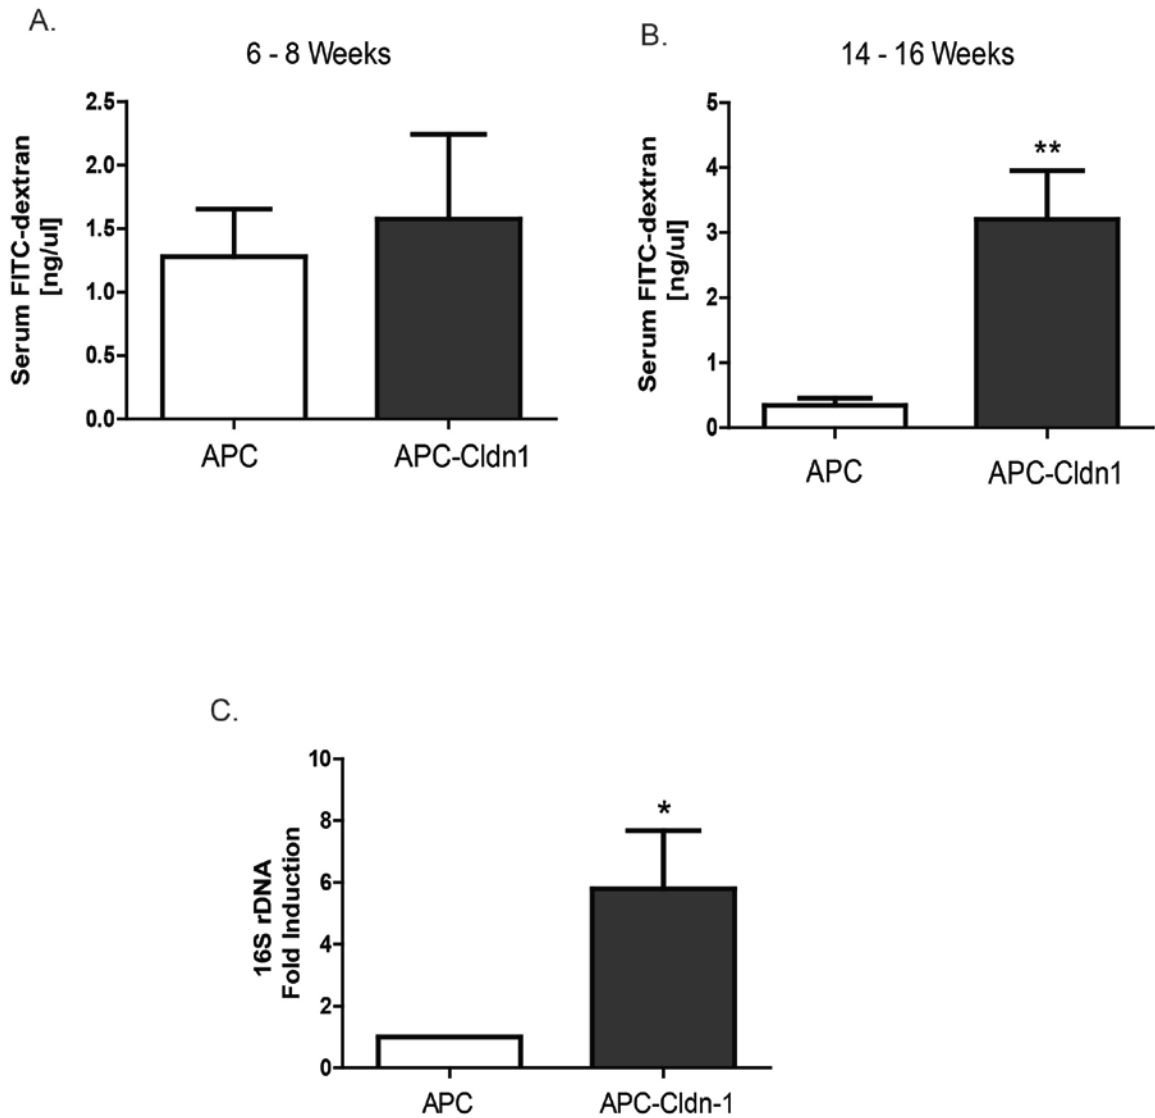 A.
6 - 8 Weeks
Serum FITC-dextran
[ng/ul]
2.5
2.0
1.5
1.0
0.5
0.0
APC
APC-Cldn1
B.
14 - 16 Weeks
Serum FITC-dextran
[ng/ul]
5
4
3
2
1
0
**
APC
APC-Cldn1
C.
16S rDNA
Fold Induction
10
8
6
4
2
0
*
APC
APC-Cldn-1